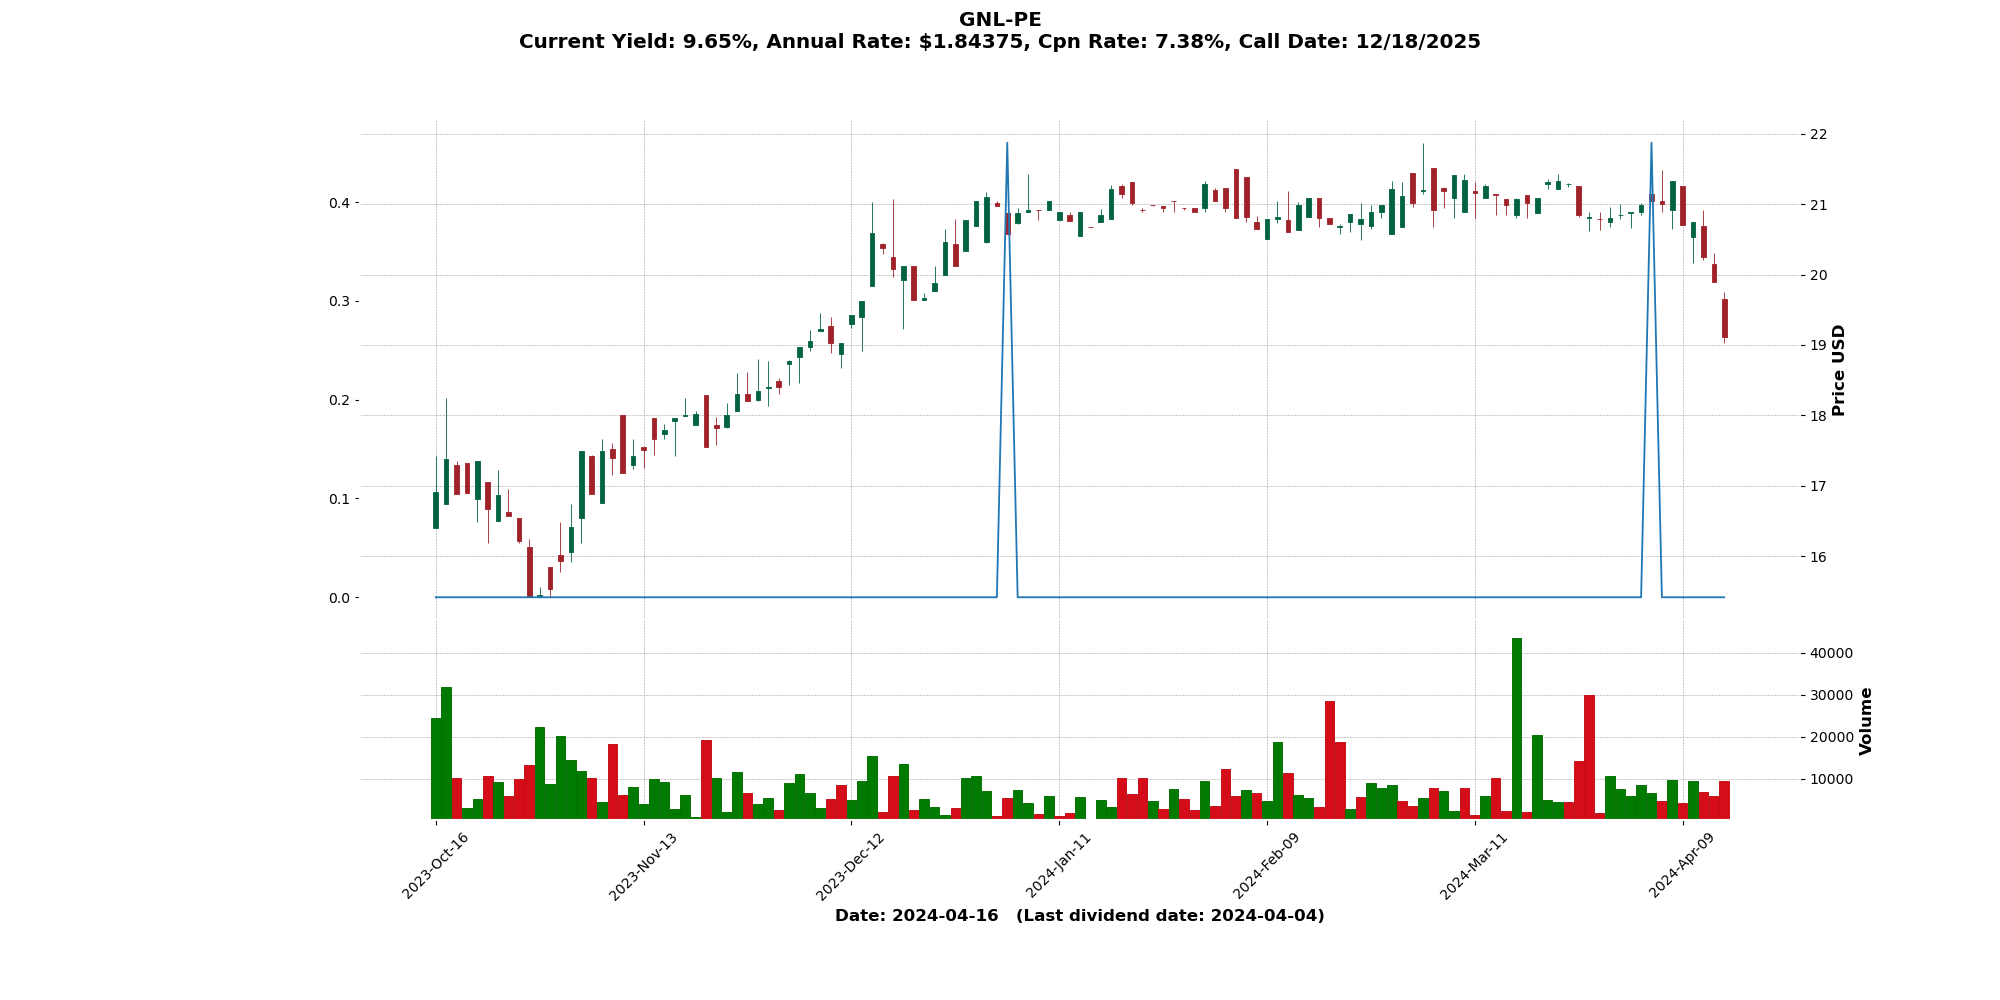 GNL-PE
Current Yield: 9.65%, Annual Rate: $1.84375, Cpn Rate: 7.38%, Call Date: 12/18/2025
0.4
0.3
0.2
0.1
0.0
22
21
20
19
18
17
16
Price USD
40000
30000
20000
10000
Volume
2023-Oct-16
2023-Nov-13
2023-Dec-12
2024-Jan-11
2024-Feb-09
2024-Mar-11
2024-Apr-09
Date: 2024-04-16 (Last dividend date: 2024-04-04)